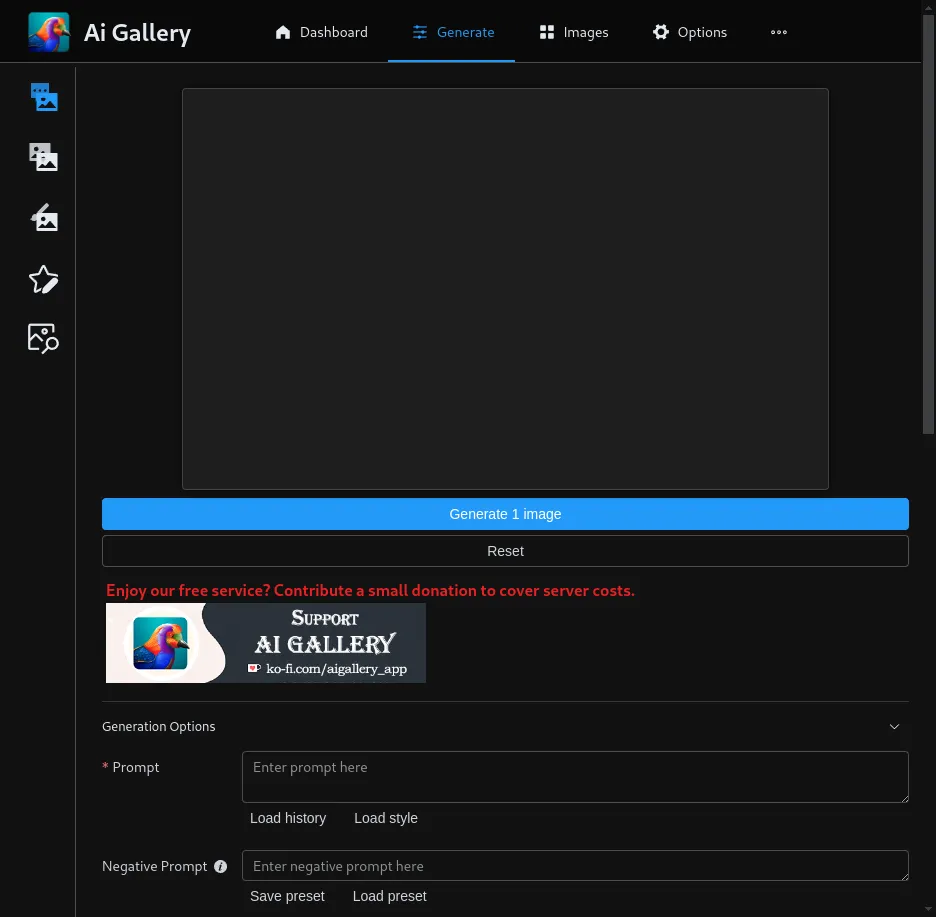 Ai Gallery
Dashboard
Generate
Images
Options
Generate 1 image
Reset
Enjoy our free service? Contribute a small donation to cover server costs.
Support
AI Gallery
ko-fi.com/aigallery_app
Generation Options
* Prompt
Enter prompt here
Load history Load style
Negative Prompt
Enter negative prompt here
Save preset Load preset